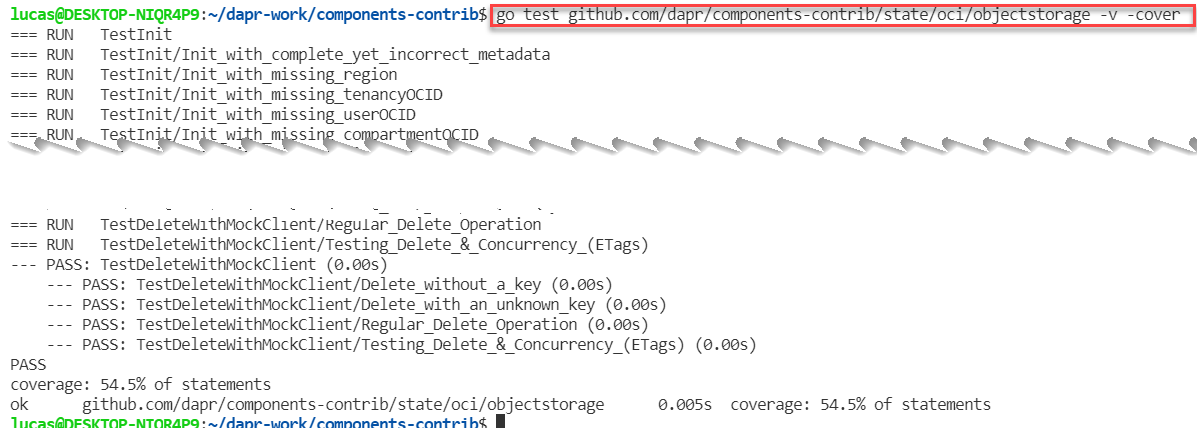 lucas@DESKTOP-NIQR4P9:~/dapr-work/components-contrib$ go test github.com/dapr/components-contrib/state/oci/objectstorage -v -cover
=== RUN   TestInit
=== RUN   TestInit/Init_with_complete_yet_incorrect_metadata
=== RUN   TestInit/Init_with_missing_region
=== RUN   TestInit/Init_with_missing_tenancyOCID
=== RUN   TestInit/Init_with_missing_userOCID
=== RUN   TestInit/Init_with_missing_compartmentOCID
=== RUN   TestDeleteWithMockClient/Regular_Delete_Operation
=== RUN   TestDeleteWithMockClient/Testing_Delete_&_Concurrency_(ETags)
--- PASS: TestDeleteWithMockClient (0.00s)
    --- PASS: TestDeleteWithMockClient/Delete_without_a_key (0.00s)
    --- PASS: TestDeleteWithMockClient/Delete_with_an_unknown_key (0.00s)
    --- PASS: TestDeleteWithMockClient/Regular_Delete_Operation (0.00s)
    --- PASS: TestDeleteWithMockClient/Testing_Delete_&_Concurrency_(ETags) (0.00s)
PASS
coverage: 54.5% of statements
ok      github.com/dapr/components-contrib/state/oci/objectstorage      0.005s  coverage: 54.5% of statements
lucas@DESKTOP-NIQR4P9:~/dapr-work/components-contrib$